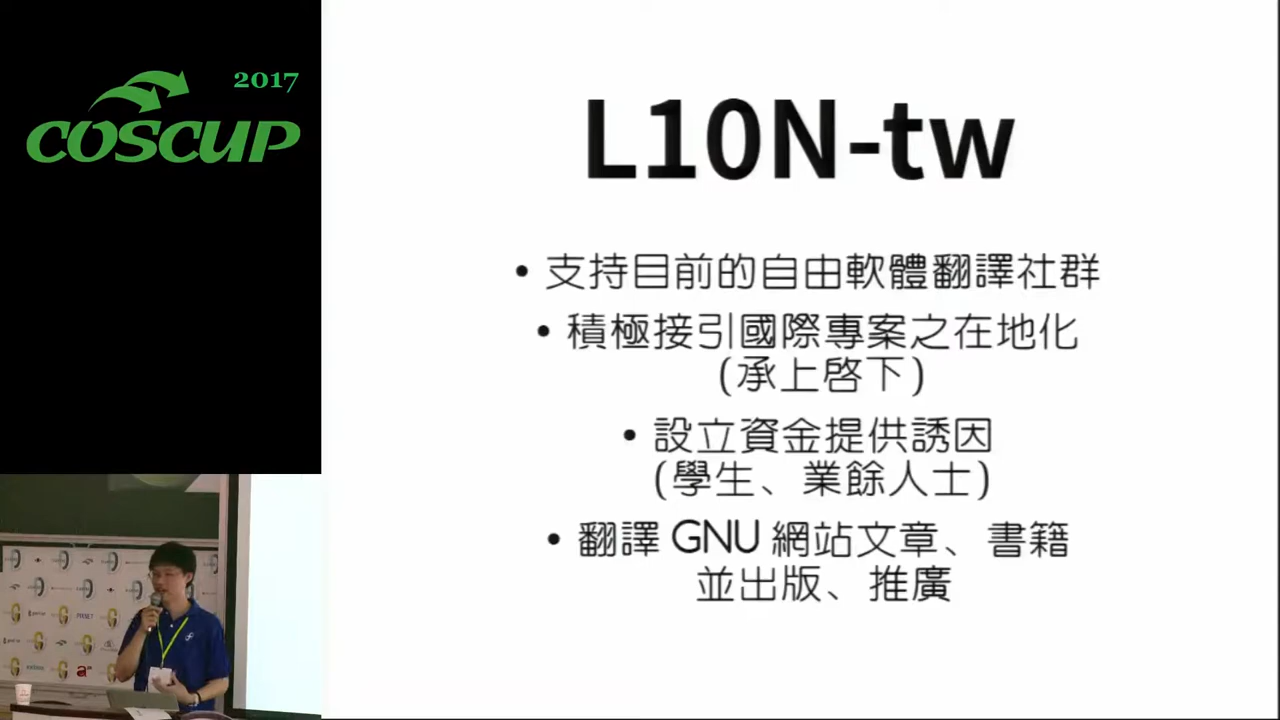 2017
COSCUP
L10N-tw
• 支持目前的自由軟體翻譯社群
• 積極接引國際專案之在地化
(承上啓下)
• 設立資金提供誘因
(學生、業餘人士)
• 翻譯 GNU 網站文章、書籍
並出版、推廣